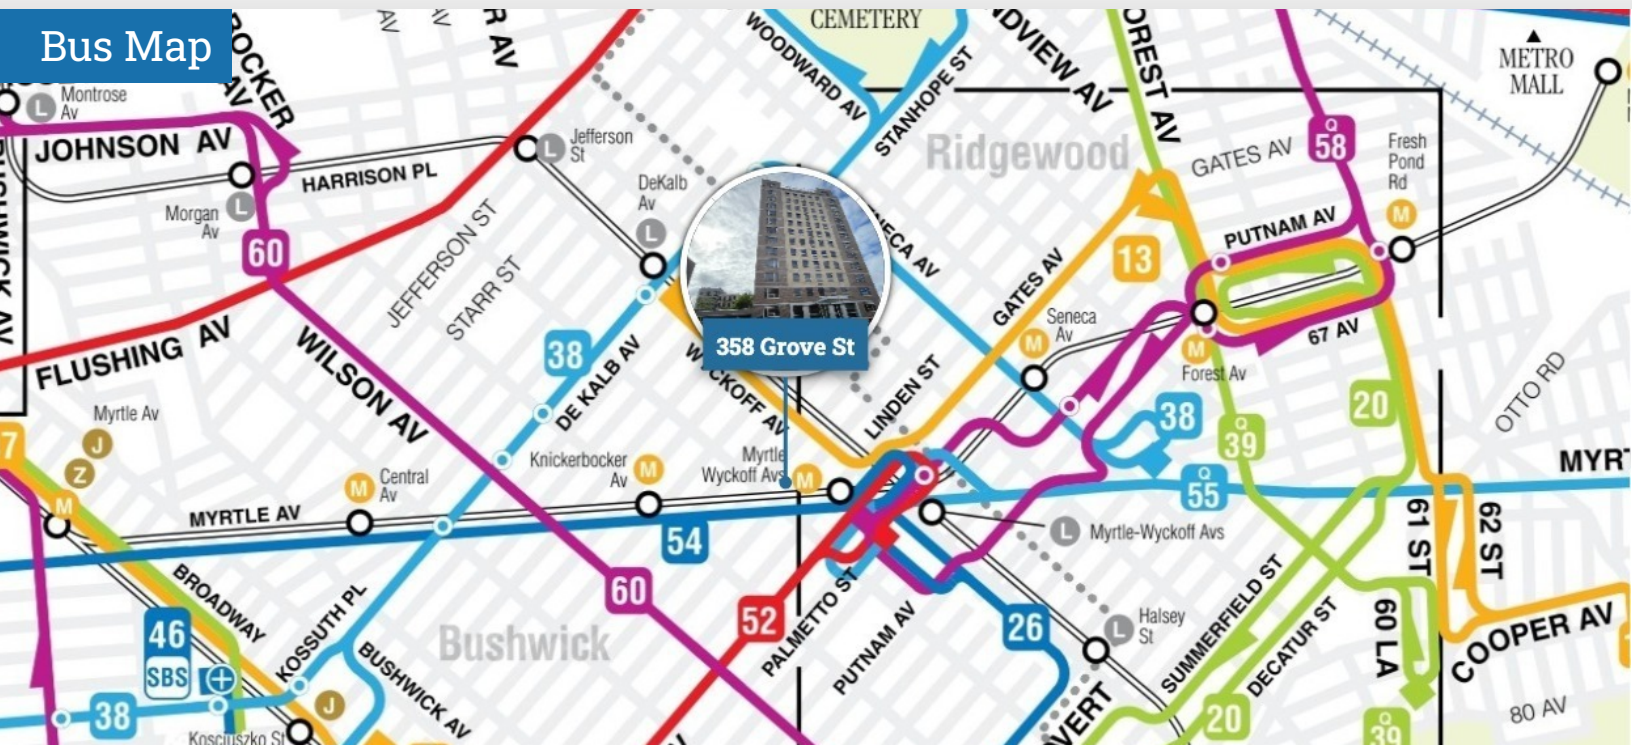 Bus Map
CEMETERY
METRO
MALL
WOODWARD AV
STANHOPE ST
FOREST AV
Ridgewood
GATES AV
Q
58
Fresh
Pond
Rd
M
L
Montrose
Av
JOHNSON AV
HARRISON PL
L
Jefferson
St
DeKalb
Av
L
Morgan
Av
L
60
JEFFERSON ST
STARR ST
PUTNAM AV
13
GATES AV
Seneca
Av
M
67 AV
M
Forest Av
358 Grove St
FLUSHING AV
WILSON AV
38
DE KALB AV
LINDEN ST
OTTO RD
20
38
Q
39
Myrtle Av
J
Z
M
M
Central
Av
Knickerbocker
Av
M
Myrtle
Wyckoff Avs
M
Q
55
MYRTLE AV
54
L
Myrtle-Wyckoff Avs
61 ST
62 ST
BROADWAY
KOSSUTH PL
BUSHWICK AV
46
SBS
38
J
Kosciuszko St
Bushwick
60
52
PALMETTO ST
PUTNAM AV
26
Halsey
St
L
SUMMERFIELD ST
DECATUR ST
60 LA
COOPER AV
80 AV
20
Q
39